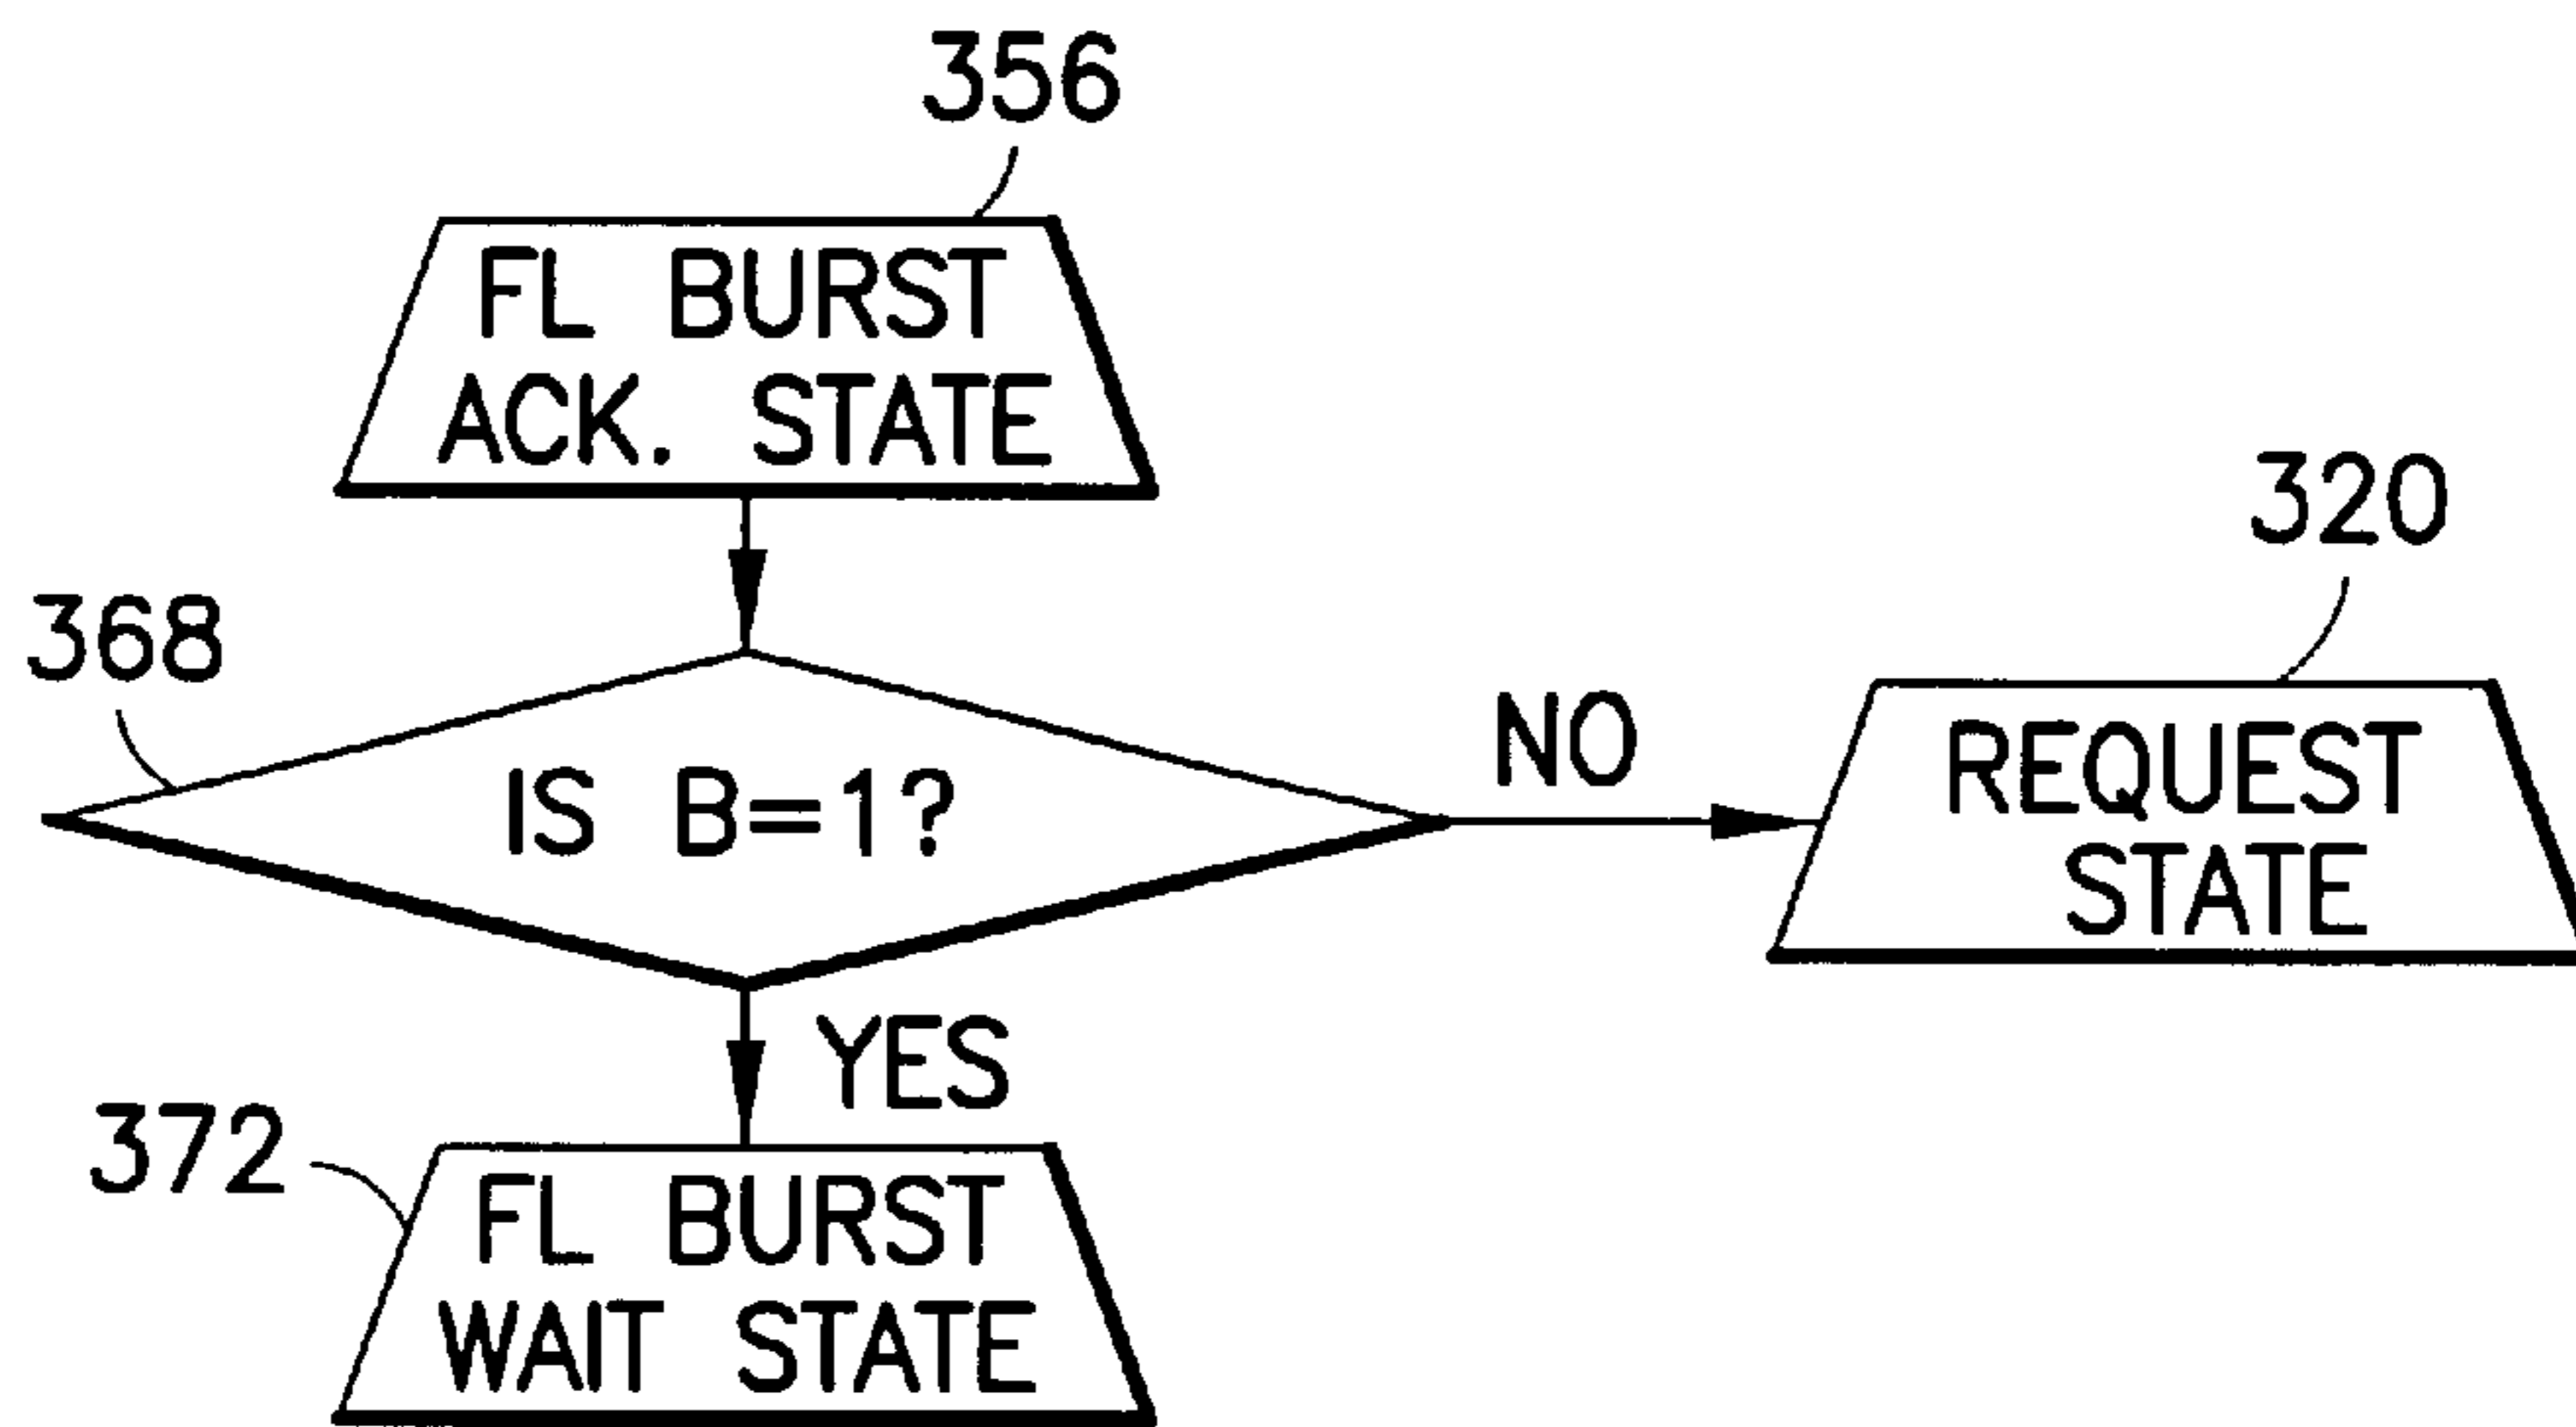 356
FL BURST
ACK. STATE
320
368
IS B=1?
NO
REQUEST
STATE
YES
372
FL BURST
WAIT STATE